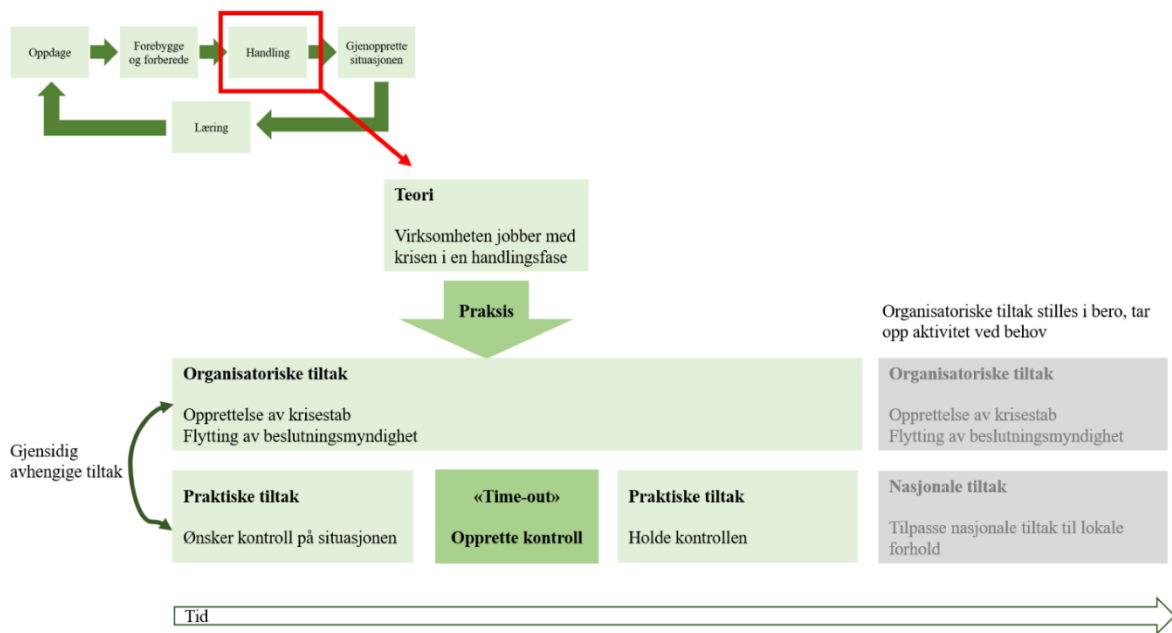 Oppdage
Forebygge
og forberede
Handling
Gjenopprette
situasjonen
Læring
Teori
Virksomheten jobber med
krisen i en handlingsfase
Praksis
Organisatoriske tiltak stilles i bero, tar
opp aktivitet ved behov
Organisatoriske tiltak
Opprettelse av krisestab
Flytting av beslutningsmyndighet
Organisatoriske tiltak
Opprettelse av krisestab
Flytting av beslutningsmyndighet
Gjensidig
avhengige tiltak
Praktiske tiltak
Ønsker kontroll på situasjonen
«Time-out»
Opprette kontroll
Praktiske tiltak
Holde kontrollen
Nasjonale tiltak
Tilpasse nasjonale tiltak til lokale
forhold
Tid